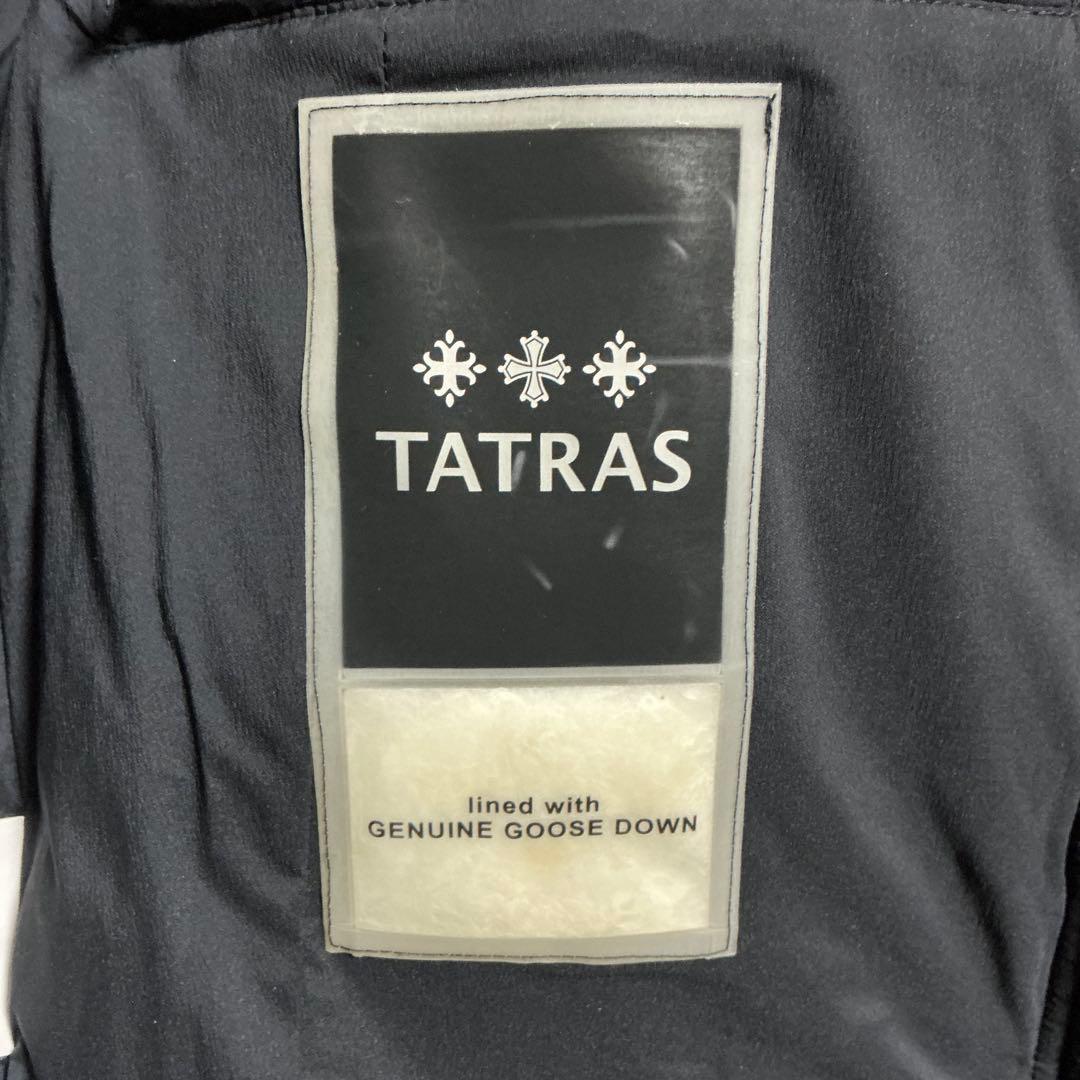 TATRAS
lined with
GENUINE GOOSE DOWN